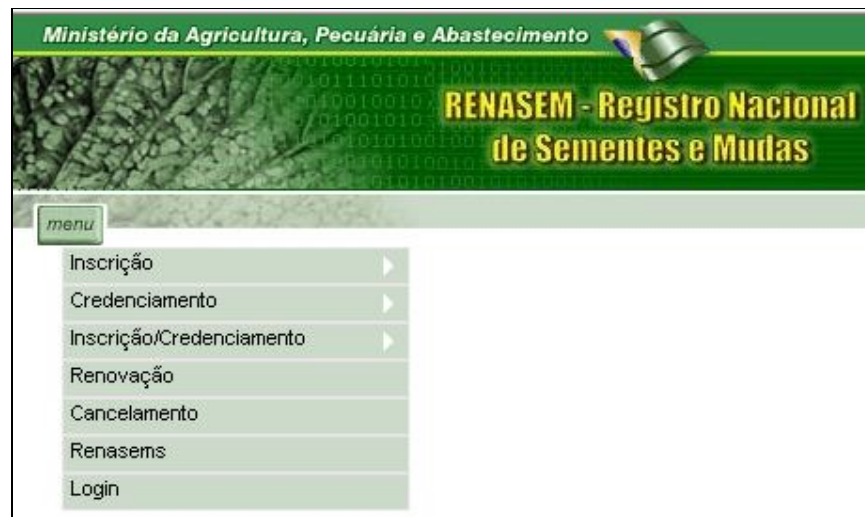 Ministério da Agricultura, Pecuária e Abastecimento
RENASEM - Registro Nacional
de Sementes e Mudas
menu
Inscrição
Credenciamento
Inscrição/Credenciamento
Renovação
Cancelamento
Renasems
Login